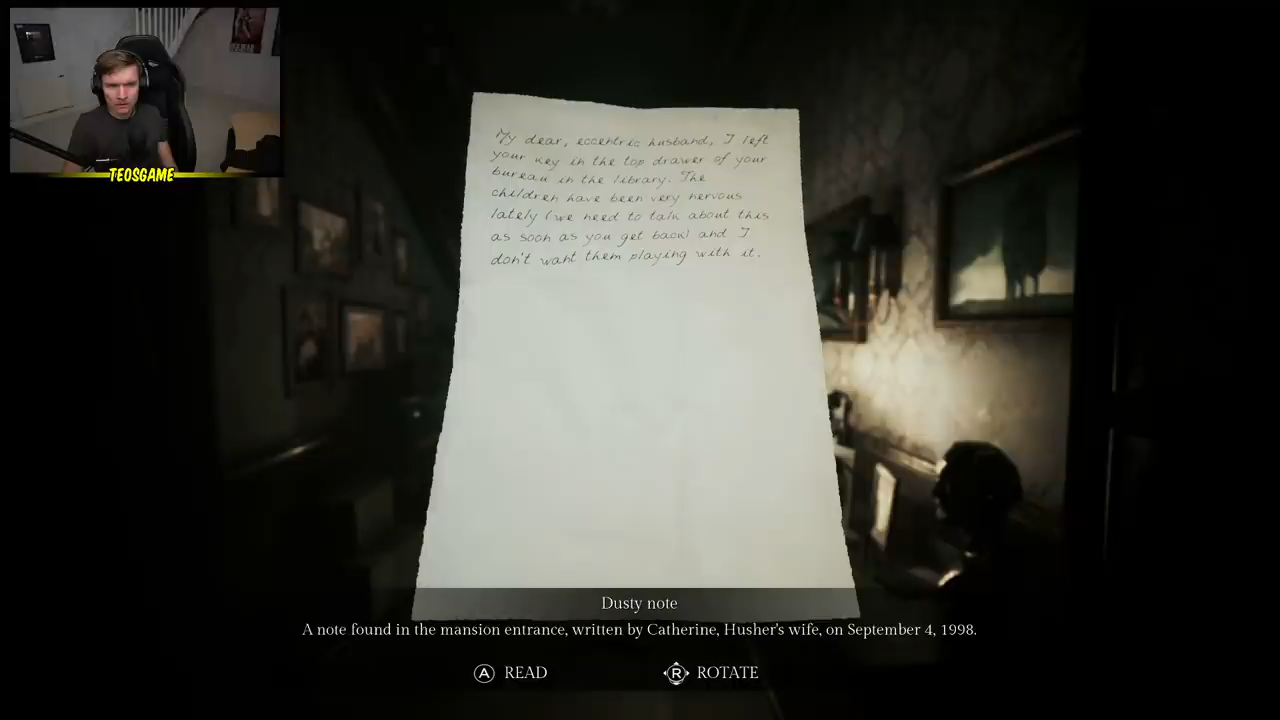 TEOSGAME
My dear, eccentric husband, I left
your key in the top drawer of your
bureau in the library. The
children have been very nervous
lately (we need to talk about this
as soon as you get back) and I
don't want them playing with it.
Dusty note
A note found in the mansion entrance, written by Catherine, Husher's wife, on September 4, 1998.
A READ R ROTATE